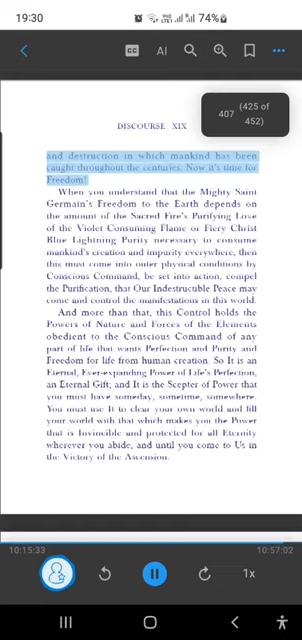 19:30
74%
CC
AI
407 (425 of
452)
DISCOURSE XIX
and destruction in which mankind has been
caught throughout the centuries. Now it's time for
Freedom!
When you understand that the Mighty Saint
Germain's Freedom to the Earth depends on
the amount of the Sacred Fire's Purifying Love
of the Violet Consuming Flame or Fiery Christ
Blue Lightning Purity necessary to consume
mankind's creation and impurity everywhere, then
this must come into outer physical conditions by
Conscious Command, be set into action, compel
the Purification, that Our Indestructible Peace may
come and control the manifestations in this world.
And more than that, this Control holds the
Powers of Nature and Forces of the Elements
obedient to the Conscious Command of any
part of life that wants Perfection and Purity and
Freedom for life from human creation. So It is an
Eternal, Ever-expanding Power of Life's Perfection,
an Eternal Gift; and It is the Scepter of Power that
you must have someday, sometime, somewhere.
You must use It to clear your own world and fill
your world with that which makes you the Power
that is Invincible and protected for all Eternity
wherever you abide, and until you come to Us in
the Victory of the Ascension.
10:15:33
10:57:02
1x